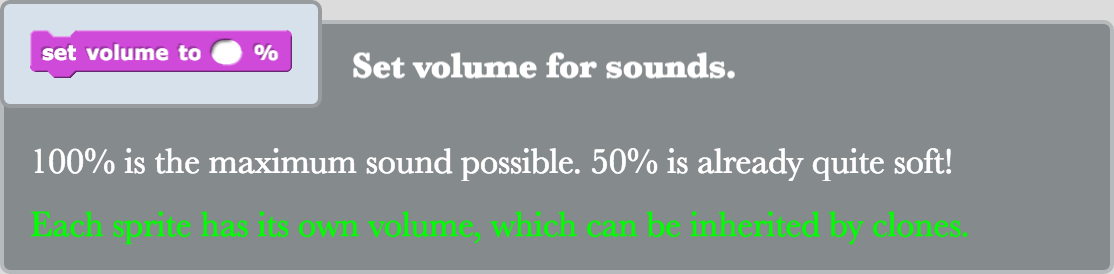 set volume to %
Set volume for sounds.
100% is the maximum sound possible. 50% is already quite soft!
Each sprite has its own volume, which can be inherited by clones.